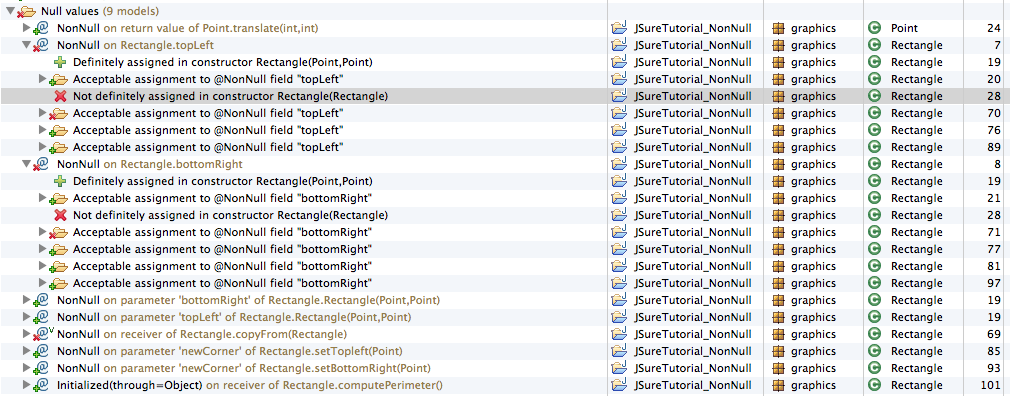 Null values (9 models)
NonNull on return value of Point.translate(int,int) JSureTutorial_NonNull graphics Point 24
NonNull on Rectangle.topLeft JSureTutorial_NonNull graphics Rectangle 7
Definitely assigned in constructor Rectangle(Point,Point) JSureTutorial_NonNull graphics Rectangle 19
Acceptable assignment to @NonNull field "topLeft" JSureTutorial_NonNull graphics Rectangle 20
Not definitely assigned in constructor Rectangle(Rectangle) JSureTutorial_NonNull graphics Rectangle 28
Acceptable assignment to @NonNull field "topLeft" JSureTutorial_NonNull graphics Rectangle 70
Acceptable assignment to @NonNull field "topLeft" JSureTutorial_NonNull graphics Rectangle 76
Acceptable assignment to @NonNull field "topLeft" JSureTutorial_NonNull graphics Rectangle 89
NonNull on Rectangle.bottomRight JSureTutorial_NonNull graphics Rectangle 8
Definitely assigned in constructor Rectangle(Point,Point) JSureTutorial_NonNull graphics Rectangle 19
Acceptable assignment to @NonNull field "bottomRight" JSureTutorial_NonNull graphics Rectangle 21
Not definitely assigned in constructor Rectangle(Rectangle) JSureTutorial_NonNull graphics Rectangle 28
Acceptable assignment to @NonNull field "bottomRight" JSureTutorial_NonNull graphics Rectangle 71
Acceptable assignment to @NonNull field "bottomRight" JSureTutorial_NonNull graphics Rectangle 77
Acceptable assignment to @NonNull field "bottomRight" JSureTutorial_NonNull graphics Rectangle 81
Acceptable assignment to @NonNull field "bottomRight" JSureTutorial_NonNull graphics Rectangle 97
NonNull on parameter 'bottomRight' of Rectangle.Rectangle(Point,Point) JSureTutorial_NonNull graphics Rectangle 19
NonNull on parameter 'topLeft' of Rectangle.Rectangle(Point,Point) JSureTutorial_NonNull graphics Rectangle 19
NonNull on receiver of Rectangle.copyFrom(Rectangle) JSureTutorial_NonNull graphics Rectangle 69
NonNull on parameter 'newCorner' of Rectangle.setTopleft(Point) JSureTutorial_NonNull graphics Rectangle 85
NonNull on parameter 'newCorner' of Rectangle.setBottomRight(Point) JSureTutorial_NonNull graphics Rectangle 93
Initialized(through=Object) on receiver of Rectangle.computePerimeter() JSureTutorial_NonNull graphics Rectangle 101